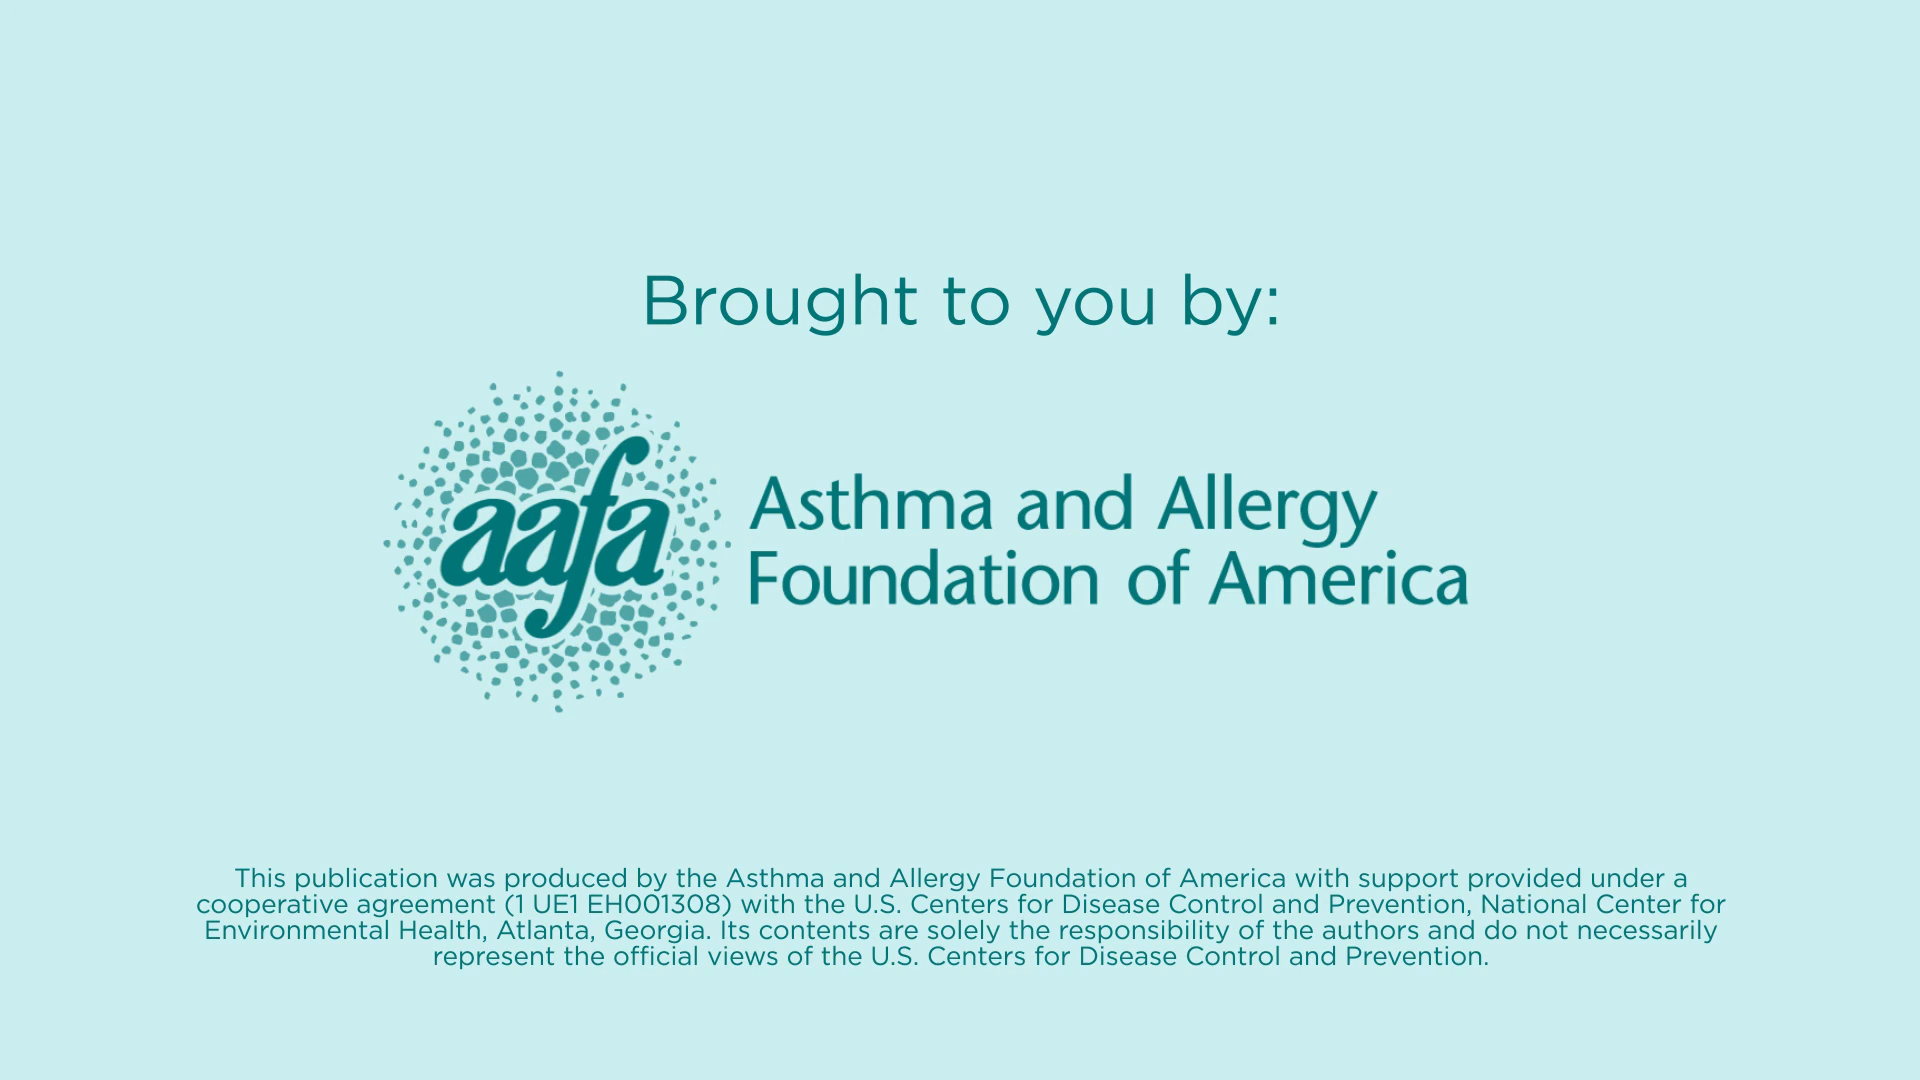 Brought to you by:
aafa
Asthma and Allergy
Foundation of America
This publication was produced by the Asthma and Allergy Foundation of America with support provided under a
cooperative agreement (1 UE1 EH001308) with the U.S. Centers for Disease Control and Prevention, National Center for
Environmental Health, Atlanta, Georgia. Its contents are solely the responsibility of the authors and do not necessarily
represent the official views of the U.S. Centers for Disease Control and Prevention.